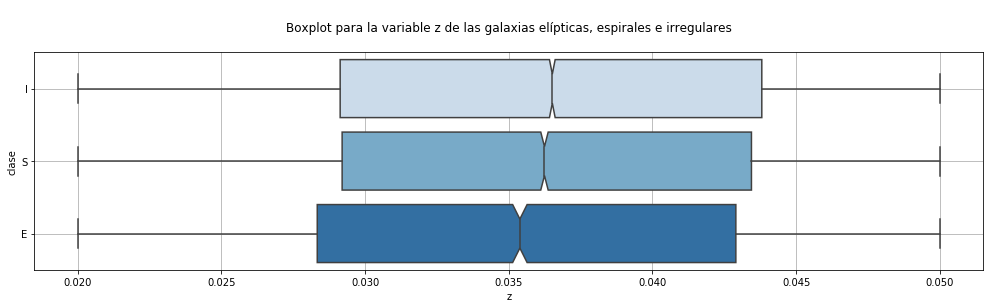 Boxplot para la variable z de las galaxias elípticas, espirales e irregulares
I
S
E
clase
0.020 0.025 0.030 0.035 0.040 0.045 0.050
z